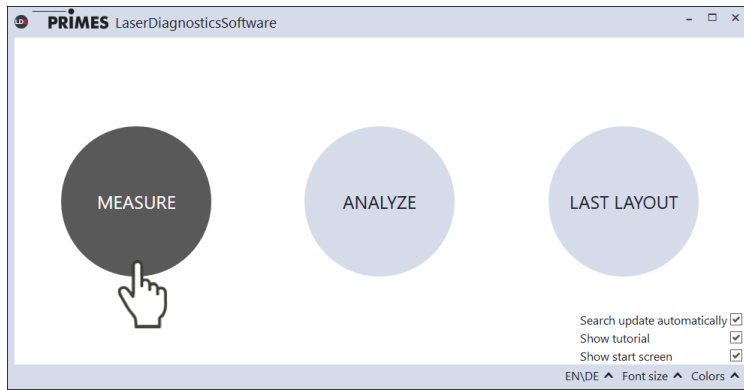 LD PRIMES LaserDiagnosticsSoftware
MEASURE
ANALYZE
LAST LAYOUT
Search update automatically
Show tutorial
Show start screen
EN\DE Font size Colors